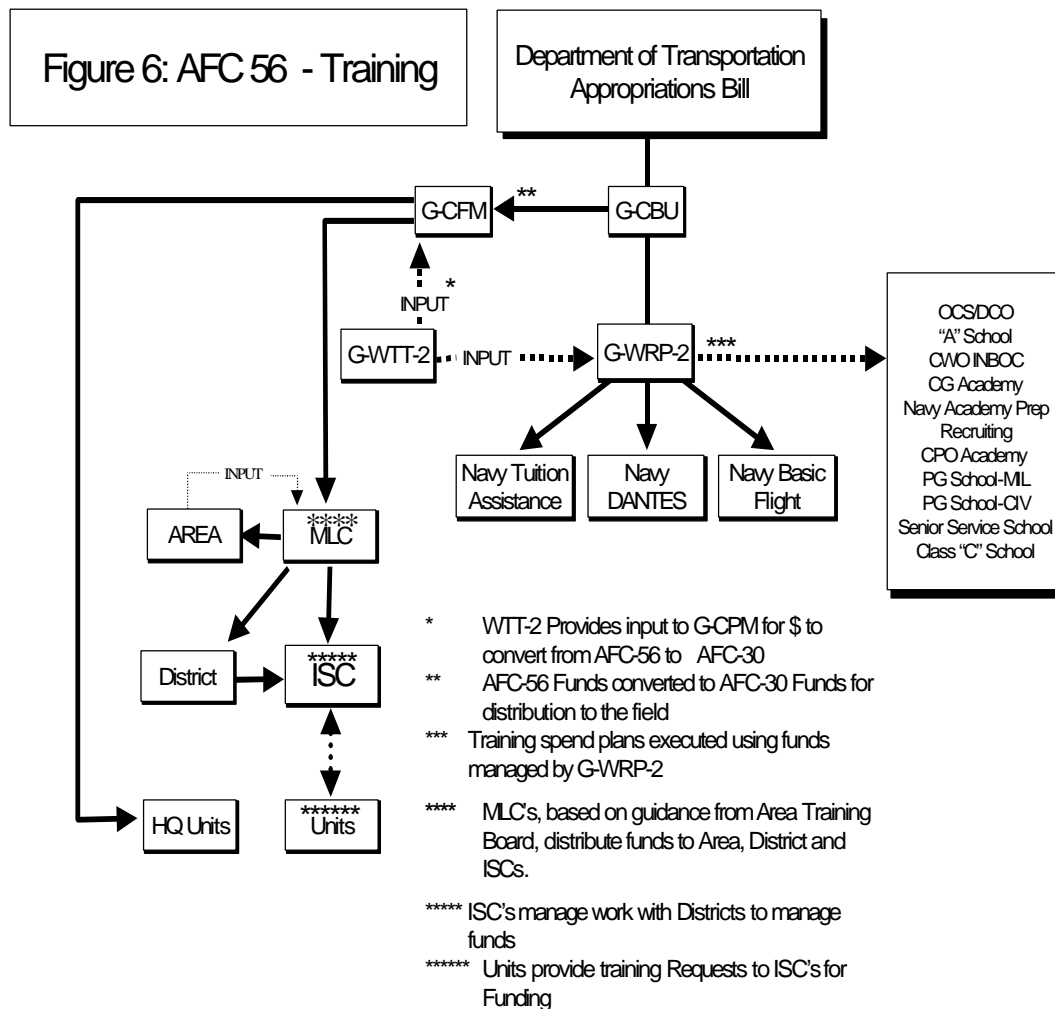 Figure 6: AFC 56 - Training
Department of Transportation
Appropriations Bill
G-CFM
**
G-CBU
INPUT
*
G-WTT-2
INPUT
G-WRP-2
***
OCS/DCO
"A" School
CWO INBOC
CG Academy
Navy Academy Prep
Recruiting
CPO Academy
PG School-MIL
PG School-CIV
Senior Service School
Class "C" School
Navy Tuition
Assistance
Navy
DANTES
Navy Basic
Flight
INPUT
AREA
****
MLC
District
*****
ISC
HQ Units
******
Units
* WTT-2 Provides input to G-CPM for $ to
convert from AFC-56 to AFC-30
** AFC-56 Funds converted to AFC-30 Funds for
distribution to the field
*** Training spend plans executed using funds
managed by G-WRP-2
**** MLC's, based on guidance from Area Training
Board, distribute funds to Area, District and
ISCs.
***** ISC's manage work with Districts to manage
funds
****** Units provide training Requests to ISC's for
Funding